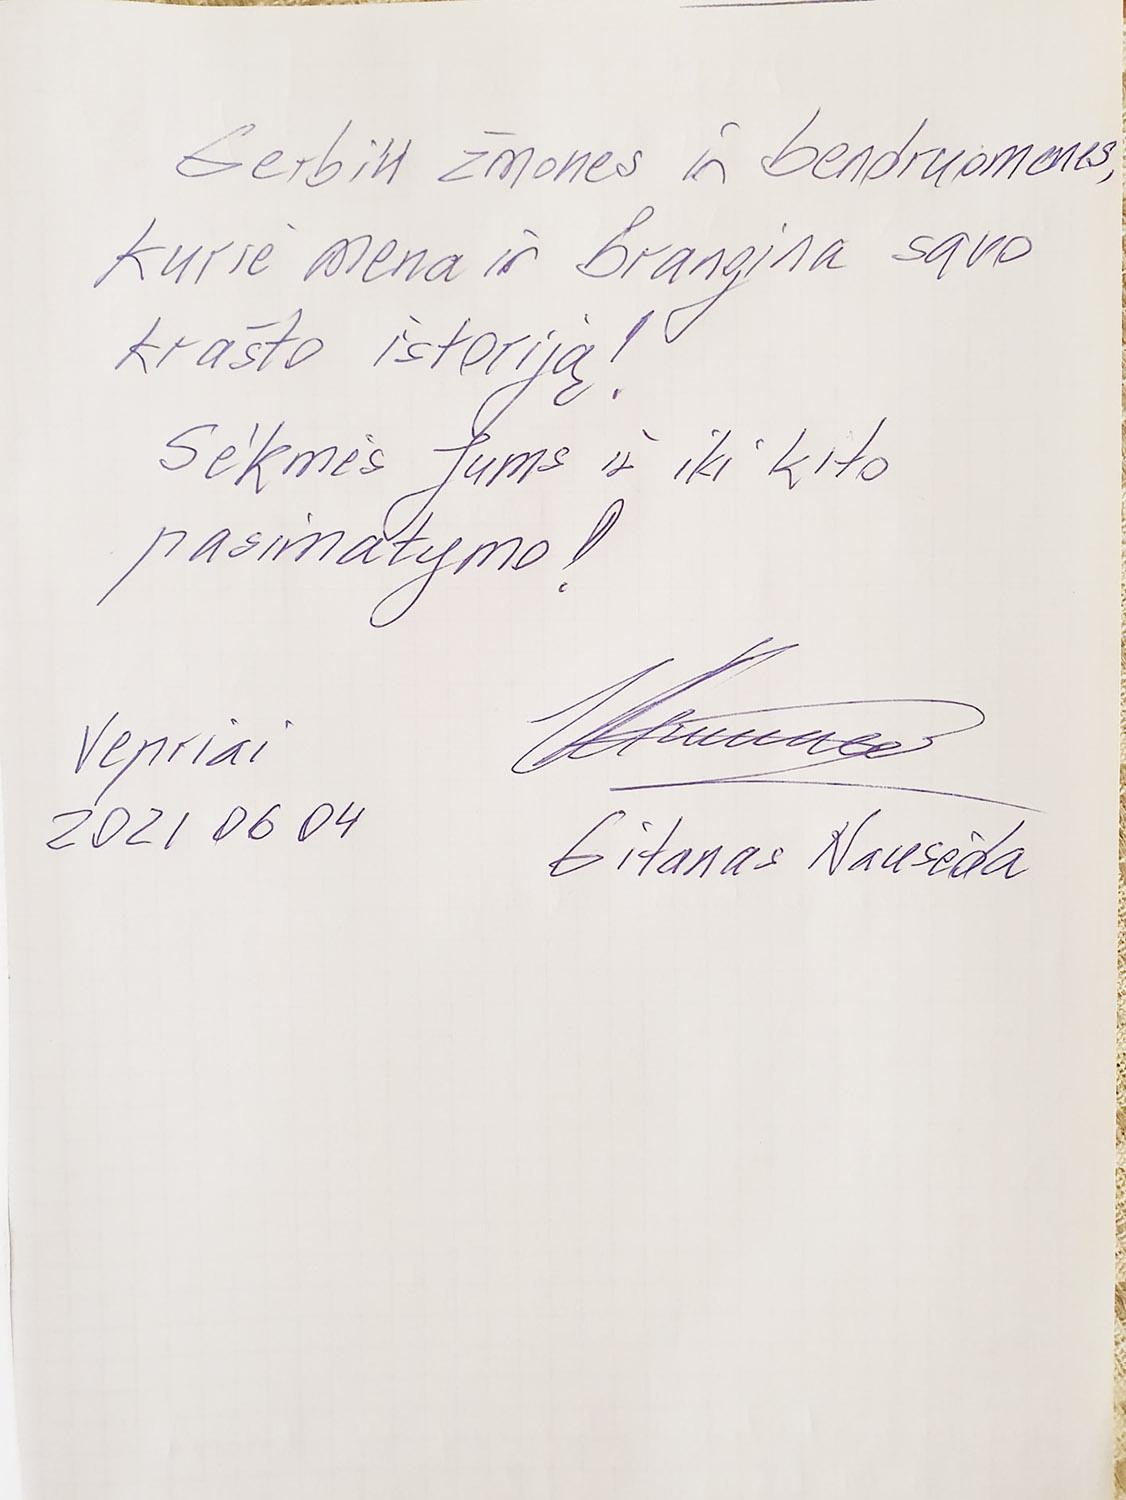 Gerbiu žmones ir bendruomenes,
kurie mena ir brangina savo
krašto istoriją!
Sėkmės Jums ir iki kito
pasimatymo!
Vepriai
2021 06 04
Gitanas Nausėda